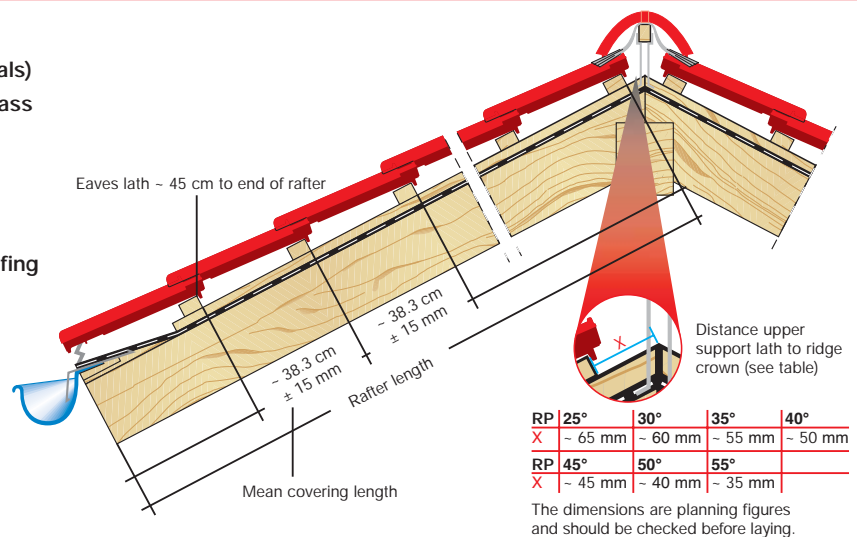 als)
ass
fing
Eaves lath ~ 45 cm to end of rafter
~ 38.3 cm
± 15 mm
~ 38.3 cm
± 15 mm
Rafter length
Mean covering length
X
Distance upper
support lath to ridge
crown (see table)
RP 25° 30° 35° 40°
X ~ 65 mm ~ 60 mm ~ 55 mm ~ 50 mm
RP 45° 50° 55°
X ~ 45 mm ~ 40 mm ~ 35 mm
The dimensions are planning figures
and should be checked before laying.